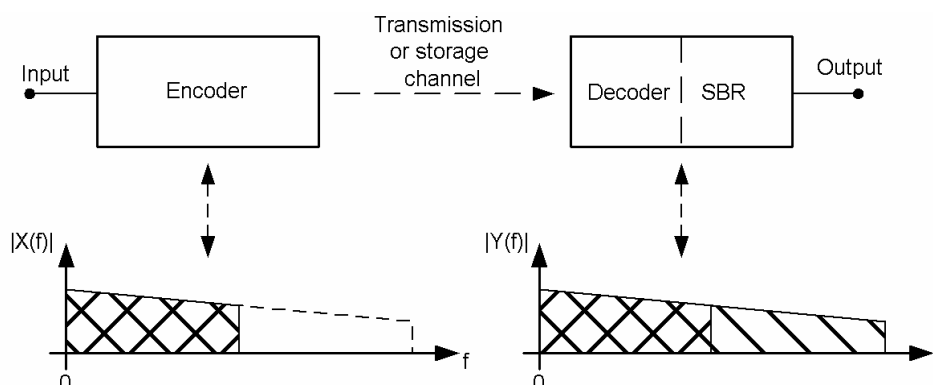 Transmission
or storage
channel
Input
Encoder
Decoder
SBR
Output
|X(f)|
f
0
|Y(f)|
0